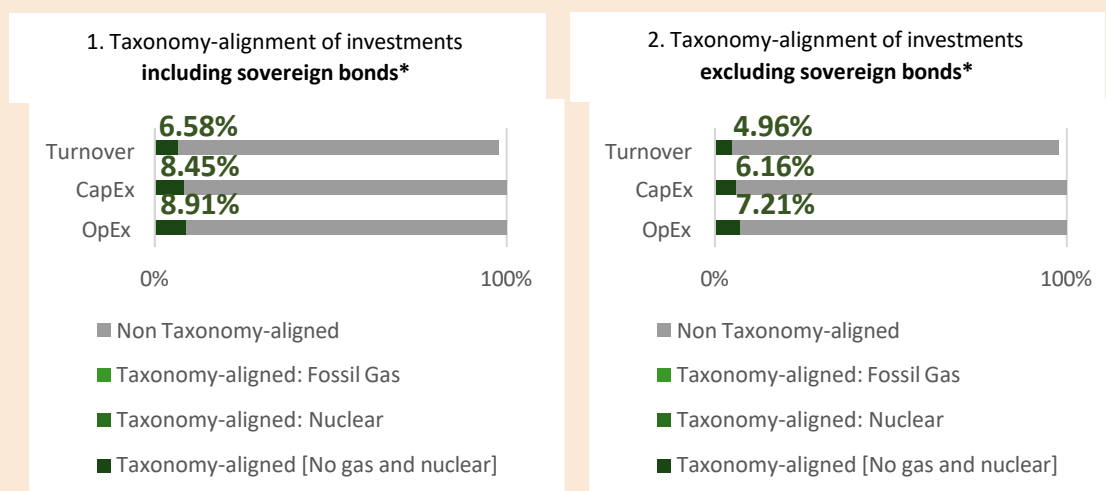 1. Taxonomy-alignment of investments
including sovereign bonds*
6.58%
Turnover
8.45%
CapEx
8.91%
OpEx
0%
100%
Non Taxonomy-aligned
Taxonomy-aligned: Fossil Gas
Taxonomy-aligned: Nuclear
Taxonomy-aligned [No gas and nuclear]
2. Taxonomy-alignment of investments
excluding sovereign bonds*
4.96%
Turnover
6.16%
CapEx
7.21%
OpEx
0%
100%
Non Taxonomy-aligned
Taxonomy-aligned: Fossil Gas
Taxonomy-aligned: Nuclear
Taxonomy-aligned [No gas and nuclear]